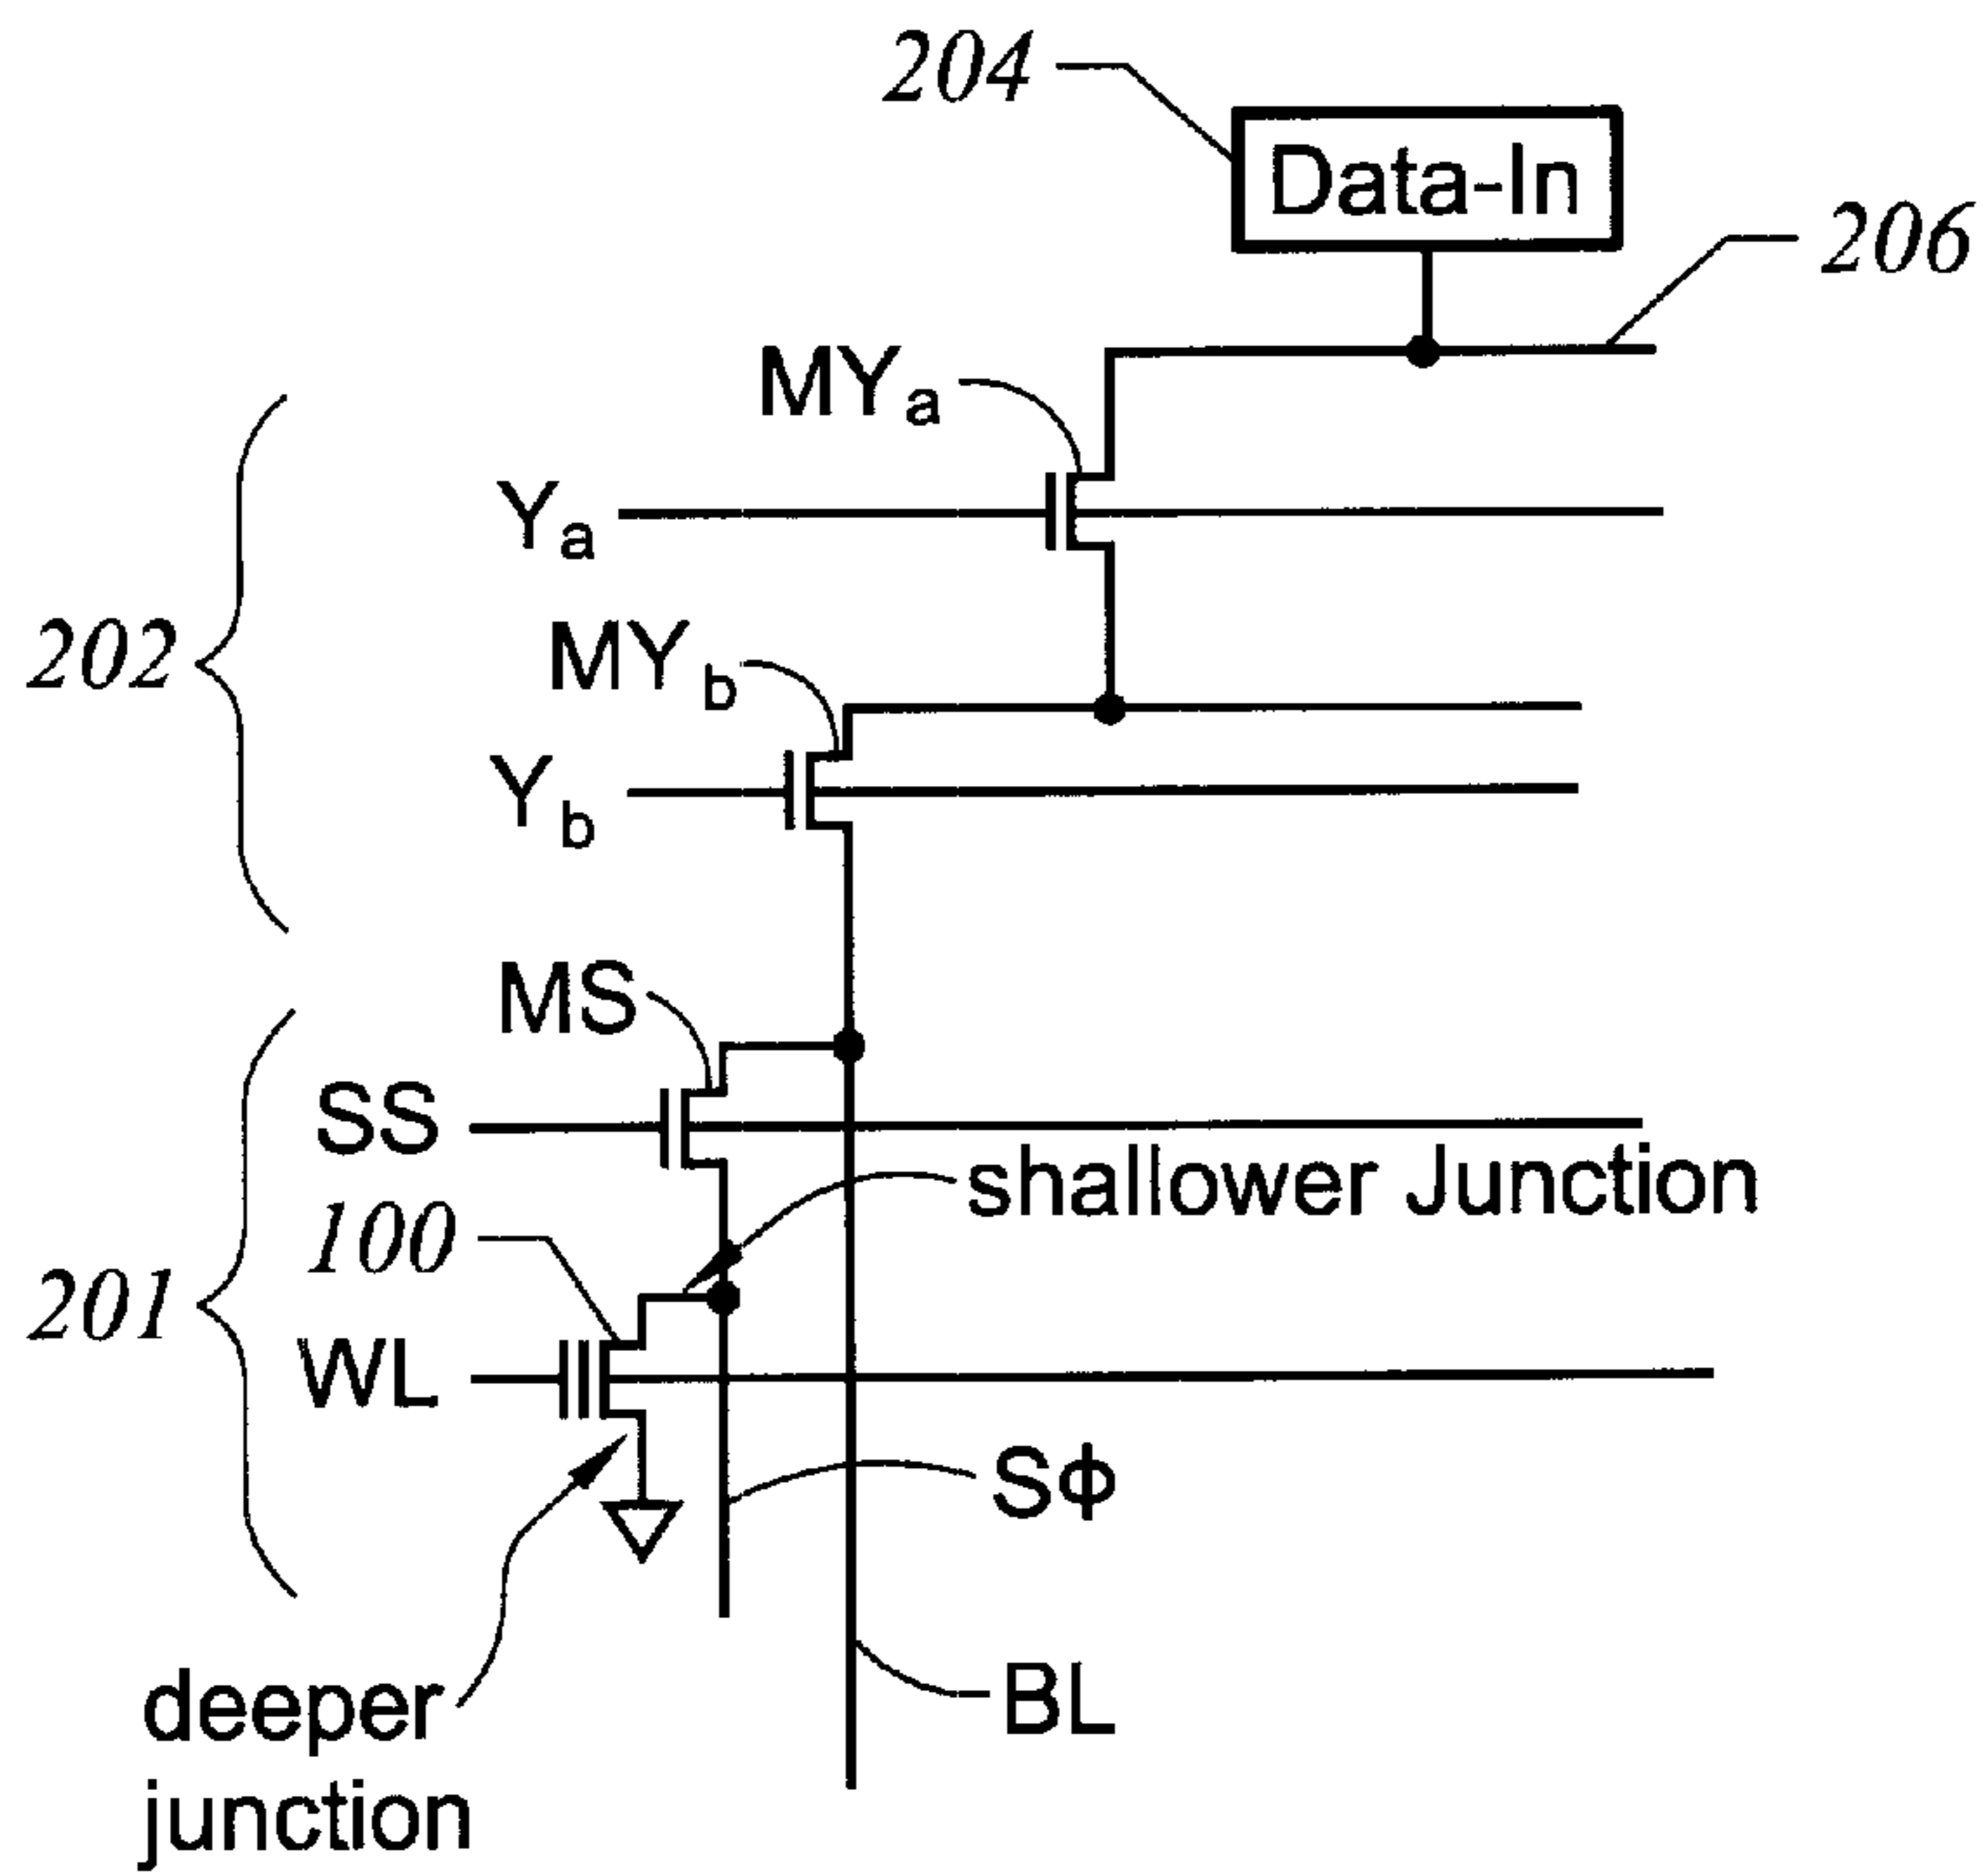 204
Data-In
206
MYa
Ya
202
MYb
Yb
MS
SS
shallower Junction
100
201
WL
Sϕ
deeper
junction
BL